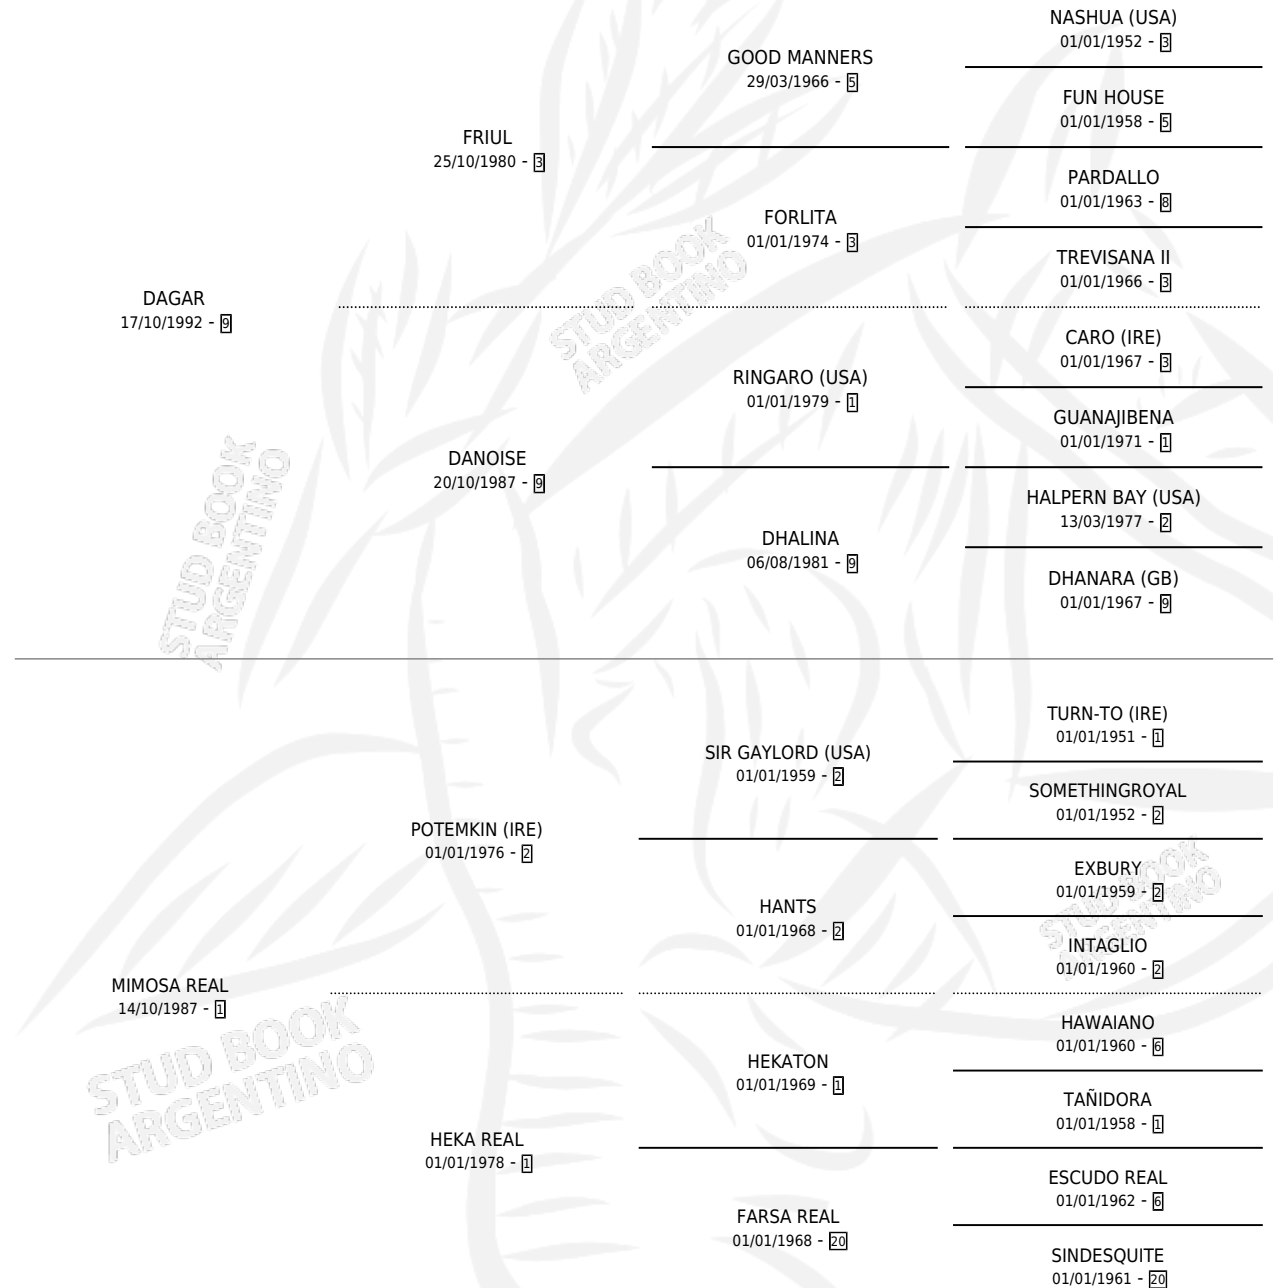 NASHUA (USA)
01/01/1952 - 3
GOOD MANNERS
29/03/1966 - 5
FUN HOUSE
01/01/1958 - 5
FRIUL
25/10/1980 - 3
PARDALLO
01/01/1963 - 8
FORLITA
01/01/1974 - 3
TREVISANA II
01/01/1966 - 3
DAGAR
17/10/1992 - 9
CARO (IRE)
01/01/1967 - 3
RINGARO (USA)
01/01/1979 - 1
GUANAJIBENA
01/01/1971 - 1
DANOISE
20/10/1987 - 9
HALPERN BAY (USA)
13/03/1977 - 2
DHALINA
06/08/1981 - 9
DHANARA (GB)
01/01/1967 - 9
STUD BOOK
ARGENTINO
STUD BOOK
ARGENTINO
TURN-TO (IRE)
01/01/1951 - 1
SIR GAYLORD (USA)
01/01/1959 - 2
SOMETHINGROYAL
01/01/1952 - 2
POTEMKIN (IRE)
01/01/1976 - 2
EXBURY
01/01/1959 - 2
HANTS
01/01/1968 - 2
INTAGLIO
01/01/1960 - 2
MIMOSA REAL
14/10/1987 - 1
HAWAIANO
01/01/1960 - 6
HEKATON
01/01/1969 - 1
TAÑIDORA
01/01/1958 - 1
HEKA REAL
01/01/1978 - 1
ESCUDO REAL
01/01/1962 - 6
FARSA REAL
01/01/1968 - 20
SINDESQUITE
01/01/1961 - 20
STUD BOOK
ARGENTINO
STUD BOOK
ARGENTINO